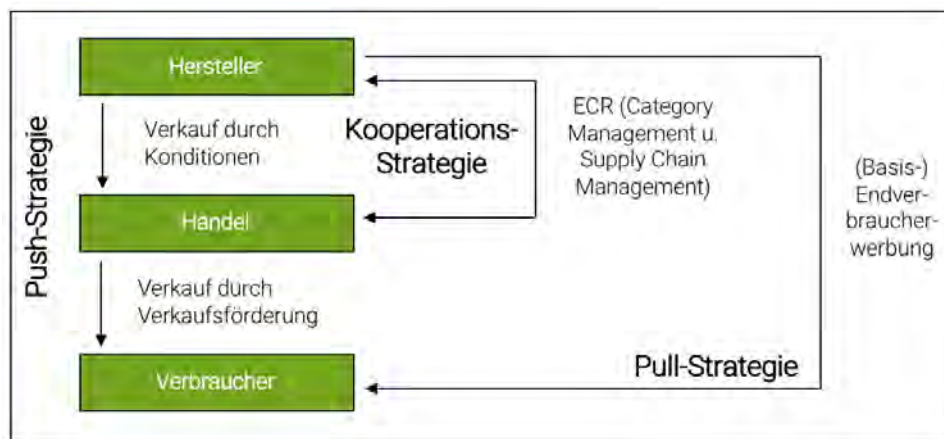 Push-Strategie
Hersteller
Verkauf durch
Konditionen
Handel
Verkauf durch
Verkaufsförderung
Verbraucher
Kooperations-
Strategie
ECR (Category
Management u.
Supply Chain
Management)
(Basis-)
Endver-
braucher-
werbung
Pull-Strategie